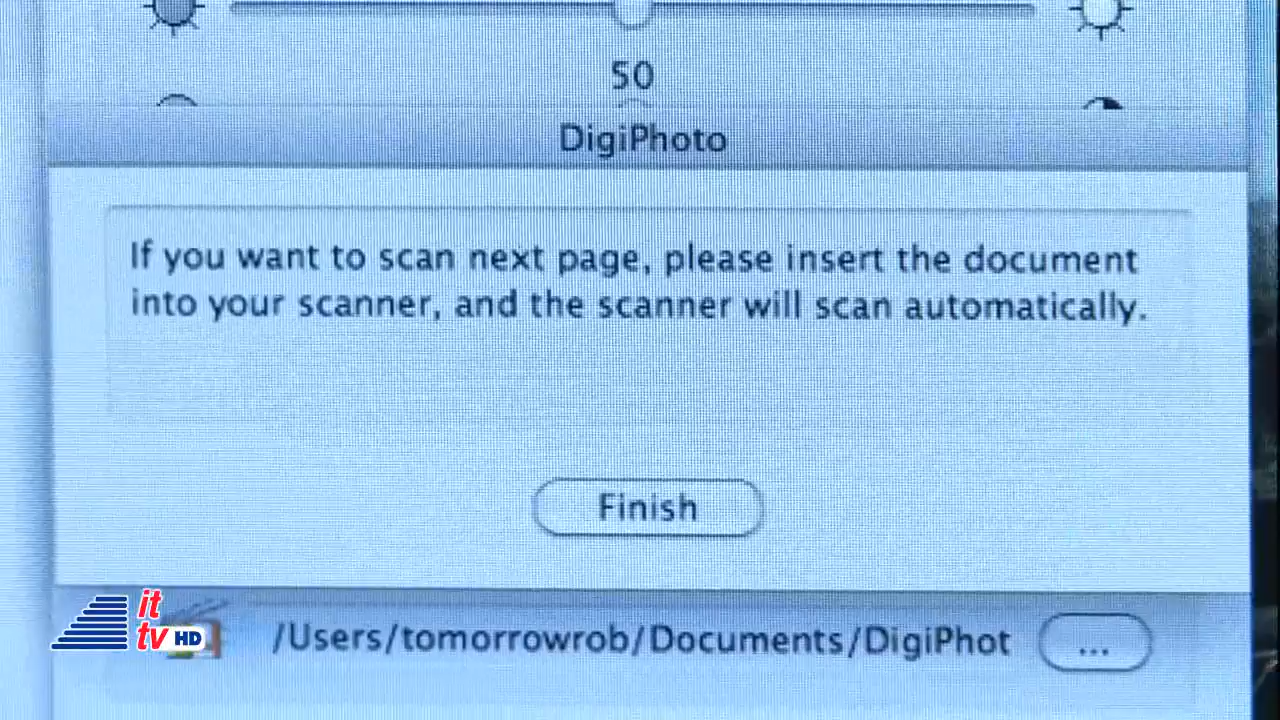 50
DigiPhoto
If you want to scan next page, please insert the document
into your scanner, and the scanner will scan automatically.
Finish
it
tv HD
/Users/tomorrowrob/Documents/DigiPhot
...